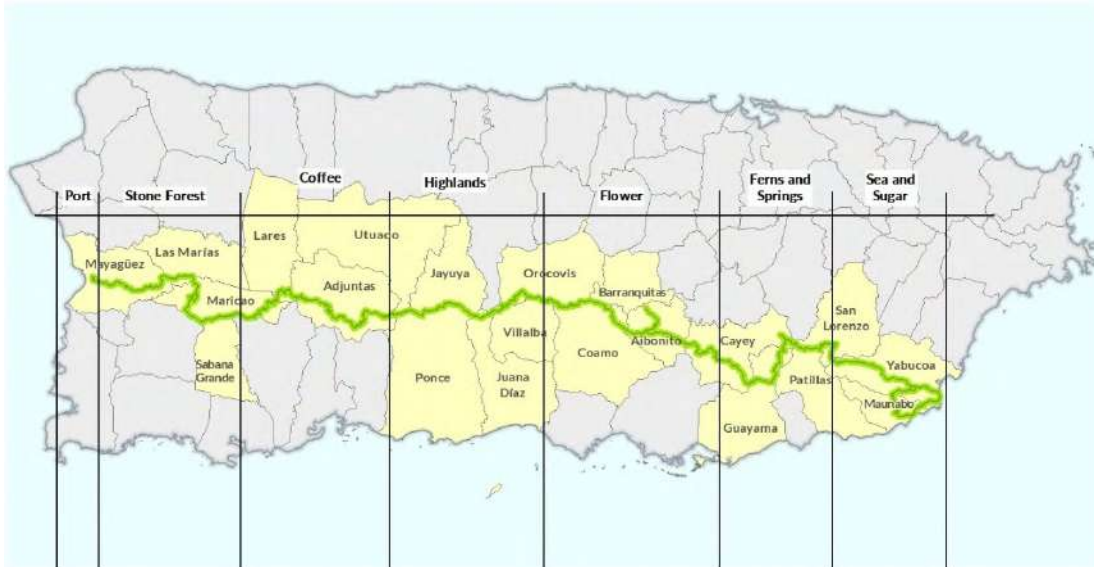 Port
Stone Forest
Coffee
Highlands
Flower
Ferns and
Springs
Sea and
Sugar
Mayagüez
Las Marías
Lares
Utuado
Maricao
Adjuntas
Jayuya
Orocovis
Barranquitas
San
Lorenzo
Sabana
Grande
Villalba
Aibonito
Cayey
Yabucoa
Coamo
Ponce
Juana
Díaz
Patillas
Maunabo
Guayama